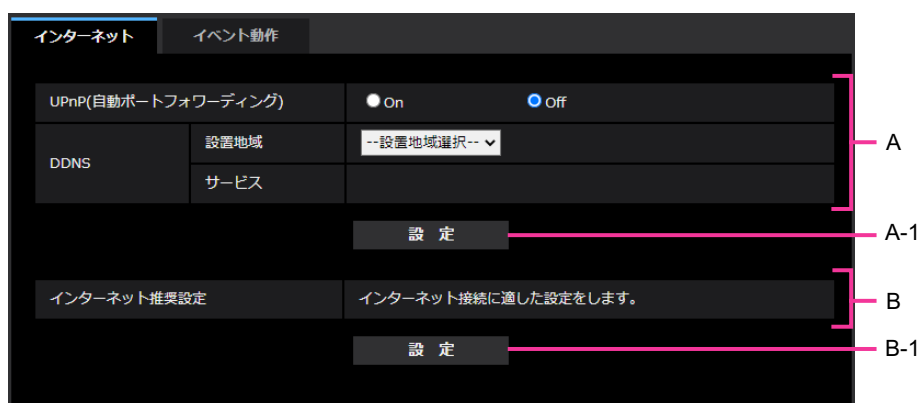 インターネット イベント動作
UPnP(自動ポートフォワーディング) On Off
A
DDNS 設置地域 --設置地域選択--
サービス
設 定
A-1
インターネット推奨設定 インターネット接続に適した設定をします。
B
設 定
B-1